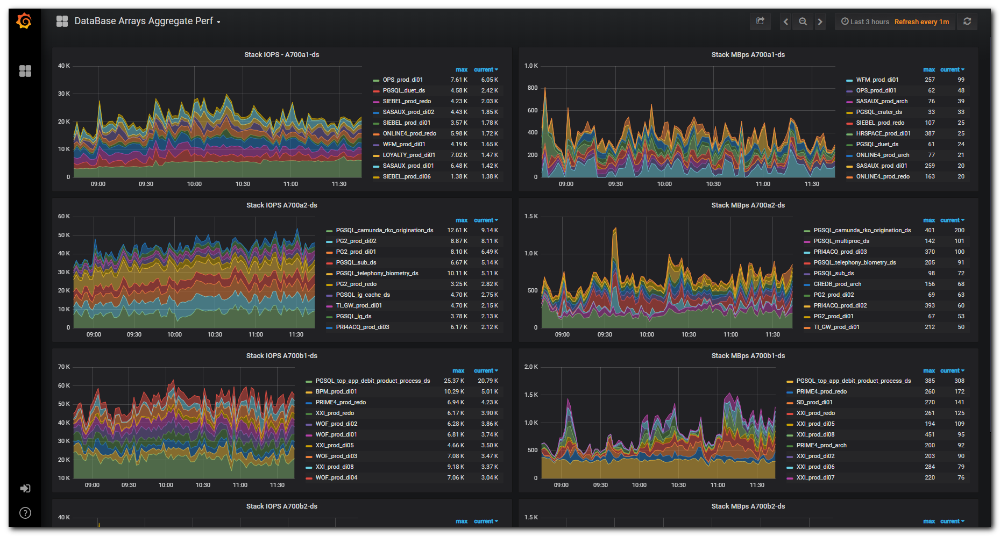 DataBase Arrays Aggregate Perf
Last 3 hours Refresh every 1m
Stack IOPS - A700a1-ds
40 K
30 K
20 K
10 K
0
09:00 09:30 10:00 10:30 11:00 11:30
max current
OPS_prod_di01 7.61 K 6.05 K
PGSQL_duet_ds 4.58 K 2.42 K
SIEBEL_prod_redo 4.23 K 2.03 K
SASAUX_prod_di02 4.43 K 1.85 K
SIEBEL_prod_di01 3.57 K 1.78 K
ONLINE4_prod_redo 5.98 K 1.72 K
WFM_prod_di01 4.19 K 1.65 K
LOYALTY_prod_di01 7.02 K 1.47 K
SASAUX_prod_di01 6.48 K 1.42 K
SIEBEL_prod_di06 1.38 K 1.38 K
Stack MBps A700a1-ds
1.0 K
800
600
400
200
0
09:00 09:30 10:00 10:30 11:00 11:30
max current
WFM_prod_di01 257 99
OPS_prod_di01 62 48
SASAUX_prod_arch 76 39
PGSQL_crater_ds 33 33
SIEBEL_prod_redo 107 25
HRSPACE_prod_di01 387 25
PGSQL_duet_ds 61 24
ONLINE4_prod_arch 77 21
SASAUX_prod_di01 259 20
ONLINE4_prod_redo 163 20
Stack IOPS A700a2-ds
60 K
50 K
40 K
30 K
20 K
10 K
0
09:00 09:30 10:00 10:30 11:00 11:30
max current
PGSQL_camunda_rko_origination_ds 12.61 K 9.14 K
PG2_prod_di02 8.87 K 8.11 K
PG2_prod_di01 8.10 K 6.49 K
PGSQL_sub_ds 6.67 K 5.14 K
PGSQL_telephony_biometry_ds 10.11 K 5.11 K
PG2_prod_redo 3.25 K 2.82 K
PGSQL_ig_cache_ds 4.70 K 2.75 K
TI_GW_prod_di01 4.70 K 2.15 K
PGSQL_ig_ds 3.78 K 2.13 K
PRI4ACQ_prod_di03 6.17 K 2.12 K
Stack MBps A700a2-ds
1.5 K
1.0 K
500
0
09:00 09:30 10:00 10:30 11:00 11:30
max current
PGSQL_camunda_rko_origination_ds 401 200
PGSQL_multiproc_ds 142 101
PRI4ACQ_prod_di03 370 100
PGSQL_telephony_biometry_ds 205 91
PGSQL_sub_ds 98 72
CREDB_prod_arch 156 68
PG2_prod_di02 69 63
PRI4ACQ_prod_di02 393 60
PG2_prod_di01 67 53
TI_GW_prod_di01 212 50
Stack IOPS A700b1-ds
70 K
60 K
50 K
40 K
30 K
20 K
10 K
09:00 09:30 10:00 10:30 11:00 11:30
max current
PGSQL_top_app_debit_product_process_ds 25.37 K 20.79 K
BPM_prod_di01 10.29 K 5.01 K
PRIME4_prod_redo 6.94 K 4.23 K
XXI_prod_redo 6.17 K 3.90 K
WOF_prod_di02 6.28 K 3.86 K
WOF_prod_di01 6.81 K 3.74 K
XXI_prod_di05 4.66 K 3.50 K
WOF_prod_di03 7.08 K 3.47 K
XXI_prod_di08 9.18 K 3.37 K
WOF_prod_di04 7.06 K 3.04 K
Stack MBps A700b1-ds
2.0 K
1.5 K
1.0 K
500
0
09:00 09:30 10:00 10:30 11:00 11:30
max current
PGSQL_top_app_debit_product_process_ds 385 308
PRIME4_prod_redo 260 172
SD_prod_di01 270 141
XXI_prod_redo 261 125
XXI_prod_di05 194 109
XXI_prod_di08 451 95
PRIME4_prod_arch 200 92
XXI_prod_di02 203 90
XXI_prod_di06 284 79
XXI_prod_di07 220 76
Stack IOPS A700b2-ds
40 K
max current
Stack MBps A700b2-ds
1.5 K
max current